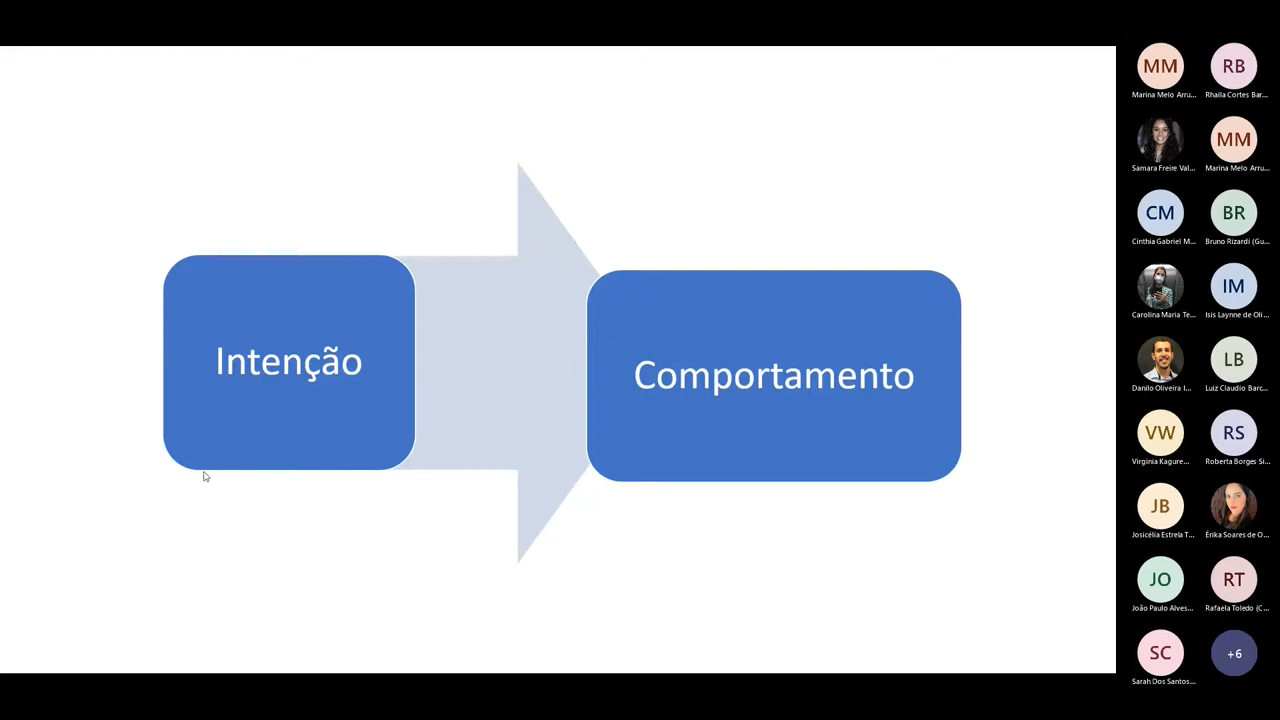 Intenção
Comportamento
MM
RB
Marina Melo Arru...
Rhaila Cortes Bar...
MM
Samara Freire Val...
Marina Melo Arru...
CM
BR
Cinthia Gabriel M...
Bruno Rizardi (Gu...
IM
Carolina Maria Te...
Isis Laynne de Oli...
LB
Danilo Oliveira I...
Luiz Claudio Barc...
VW
RS
Virginia Kagure...
Roberta Borges Si...
JB
Josicélia Estrela T...
Érika Soares de O...
JO
RT
João Paulo Alves...
Rafaela Toledo (C...
SC
+6
Sarah Dos Santos...